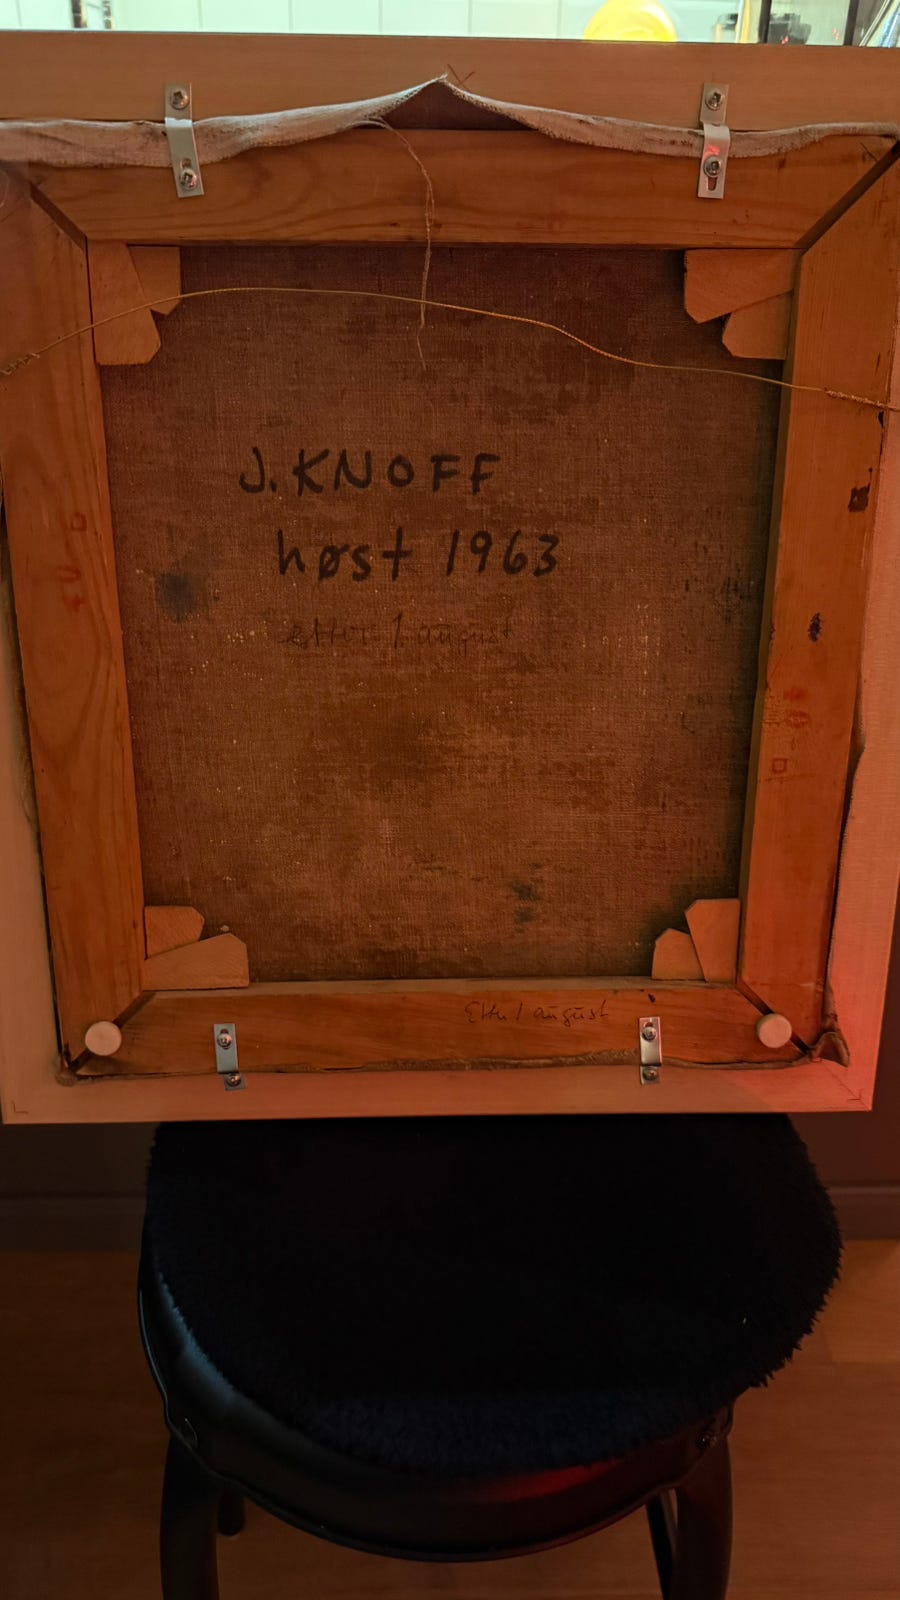 J. KNOFF
høst 1963
etter 1 august
Etter 1 august